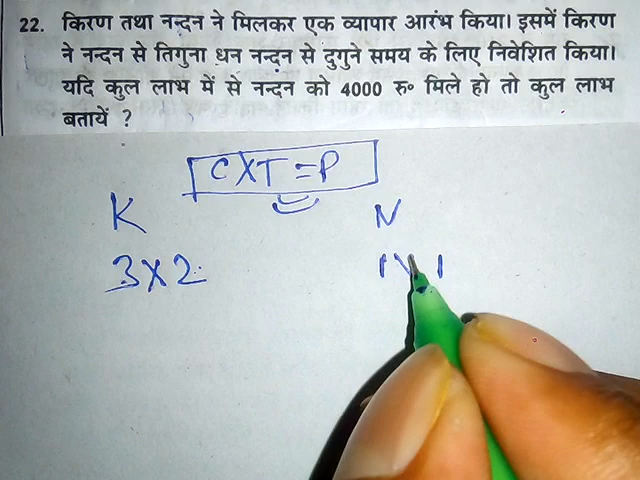 22. किरण तथा नन्दन ने मिलकर एक व्यापार आरंभ किया। इसमें किरण
ने नन्दन से तिगुना धन नन्दन से दुगुने समय के लिए निवेशित किया।
यदि कुल लाभ में से नन्दन को 4000 रु० मिले हो तो कुल लाभ
बतायें ?
C×T=P
K N
3×2 1×1